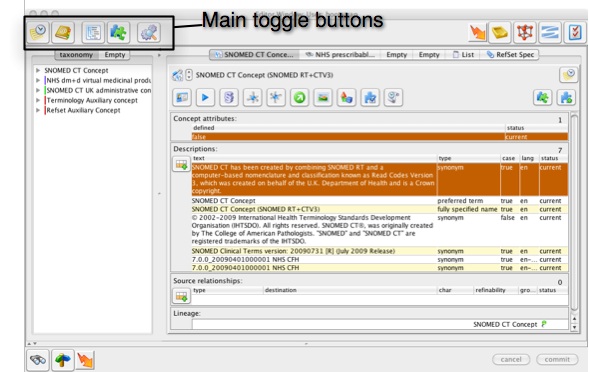 Main toggle buttons
taxonomy Empty
SNOMED CT Conce... NHS prescribabl... Empty Empty List RefSet Spec
SNOMED CT Concept
NHS dm+d virtual medicinal produ
SNOMED CT UK administrative con
Terminology Auxiliary concept
Refset Auxiliary Concept
SNOMED CT Concept (SNOMED RT+CTV3)
Concept attributes: 1
defined status
false current
Descriptions: 7
text type case lang status
SNOMED CT has been created by combining SNOMED RT and a synonym true en current
computer-based nomenclature and classification known as Read Codes Version
3, which was created on behalf of the U.K. Department of Health and is a Crown
copyright.
SNOMED CT Concept preferred term true en current
SNOMED CT Concept (SNOMED RT+CTV3) fully specified name true en current
© 2002-2009 International Health Terminology Standards Development synonym false en current
Organisation (IHTSDO). All rights reserved. SNOMED CT®, was originally created
by The College of American Pathologists. "SNOMED" and "SNOMED CT" are
registered trademarks of the IHTSDO.
SNOMED Clinical Terms version: 20090731 [R] (July 2009 Release) synonym true en current
7.0.0_20090401000001 NHS CFH synonym true en-... current
7.0.0_20090401000001 NHS CFH synonym true en-... current
Source relationships: 0
type destination char refinability gro... status
Lineage:
SNOMED CT Concept
cancel commit